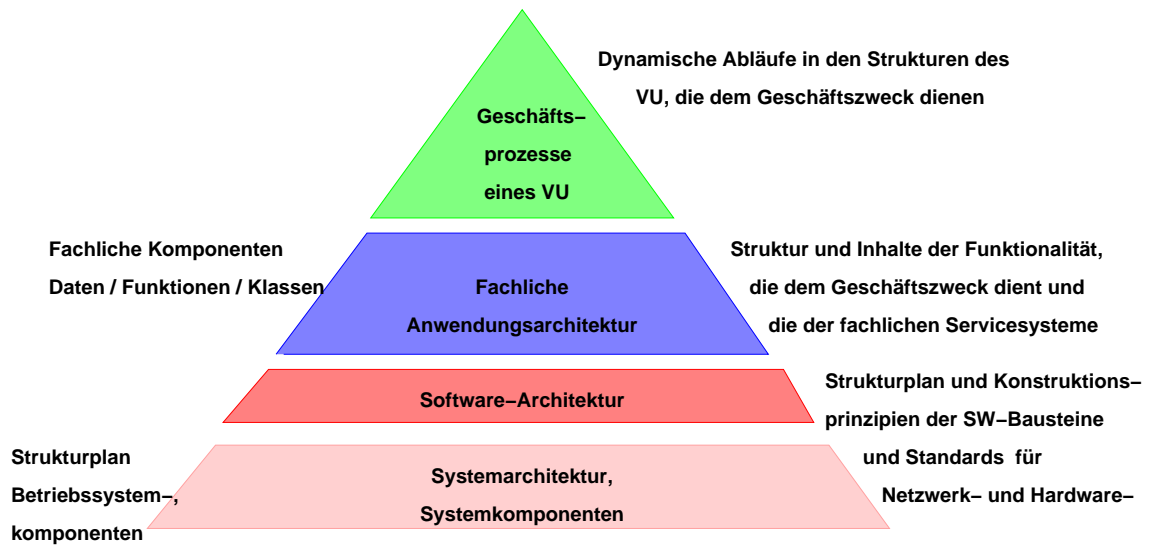 Dynamische Abläufe in den Strukturen des
VU, die dem Geschäftszweck dienen
Geschäfts–
prozesse
eines VU
Fachliche Komponenten
Daten / Funktionen / Klassen
Fachliche
Anwendungsarchitektur
Struktur und Inhalte der Funktionalität,
die dem Geschäftszweck dient und
die der fachlichen Servicesysteme
Software–Architektur
Strukturplan und Konstruktions–
prinzipien der SW–Bausteine
und Standards für
Netzwerk– und Hardware–
Strukturplan
Betriebssystem–,
komponenten
Systemarchitektur,
Systemkomponenten